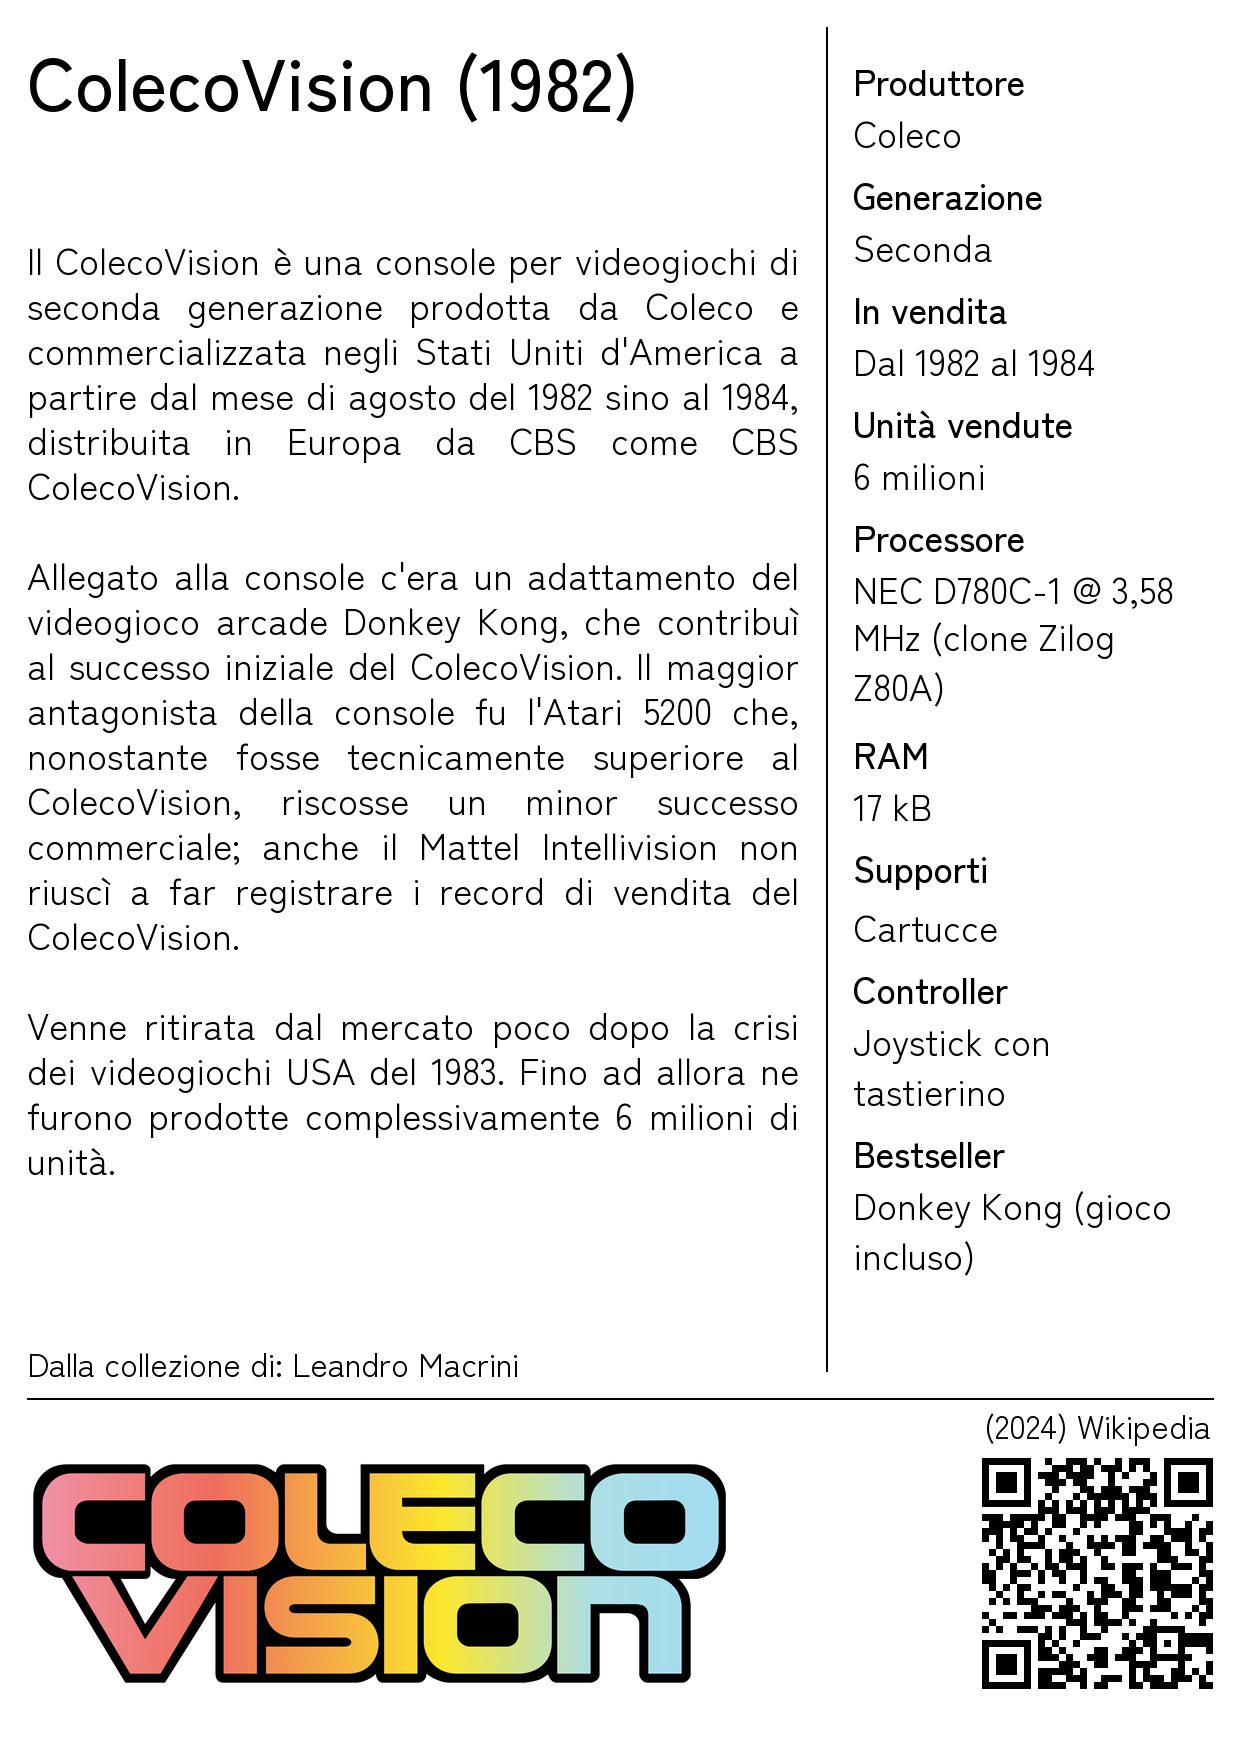 ColecoVision (1982)
Il ColecoVision è una console per videogiochi di
seconda generazione prodotta da Coleco e
commercializzata negli Stati Uniti d'America a
partire dal mese di agosto del 1982 sino al 1984,
distribuita in Europa da CBS come CBS
ColecoVision.
Allegato alla console c'era un adattamento del
videogioco arcade Donkey Kong, che contribuì
al successo iniziale del ColecoVision. Il maggior
antagonista della console fu l'Atari 5200 che,
nonostante fosse tecnicamente superiore al
ColecoVision, riscosse un minor successo
commerciale; anche il Mattel Intellivision non
riuscì a far registrare i record di vendita del
ColecoVision.
Venne ritirata dal mercato poco dopo la crisi
dei videogiochi USA del 1983. Fino ad allora ne
furono prodotte complessivamente 6 milioni di
unità.
Dalla collezione di: Leandro Macrini
Produttore
Coleco
Generazione
Seconda
In vendita
Dal 1982 al 1984
Unità vendute
6 milioni
Processore
NEC D780C-1 @ 3,58
MHz (clone Zilog
Z80A)
RAM
17 kB
Supporti
Cartucce
Controller
Joystick con
tastierino
Bestseller
Donkey Kong (gioco
incluso)
(2024) Wikipedia
COLECO
VISION